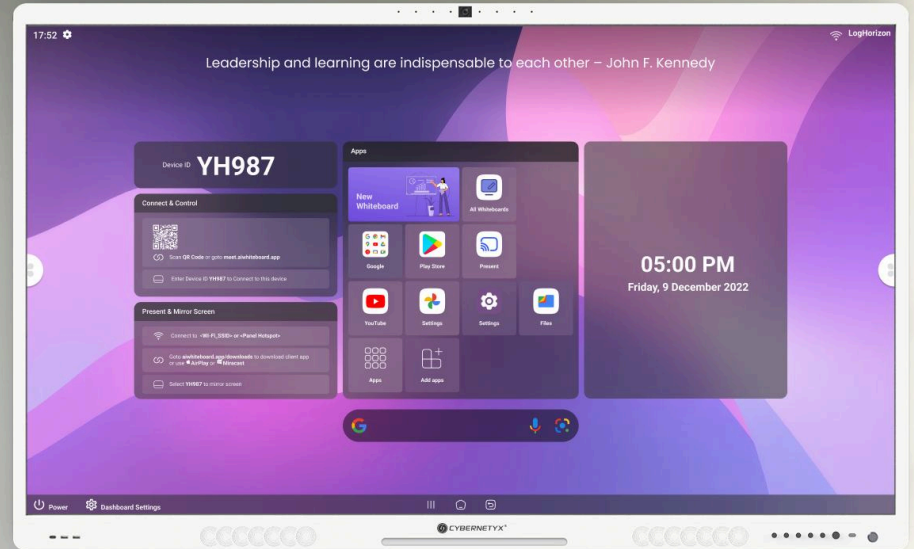 17:52
LogHorizon
Leadership and learning are indispensable to each other – John F. Kennedy
Device ID YH987
Connect & Control
Scan QR Code or goto meet.aiwhiteboard.app
Enter Device ID YH987 to Connect to this device
Present & Mirror Screen
Connect to <Wi-Fi_SSID> or <Panel Hotspot>
Goto aiwhiteboard.app/downloads to download client app
or use AirPlay or Miracast
Select YH987 to mirror screen
Apps
New
Whiteboard
All Whiteboards
Google
Play Store
Present
YouTube
Settings
Settings
Files
Apps
Add apps
05:00 PM
Friday, 9 December 2022
Power
Dashboard Settings
CYBERNETYX